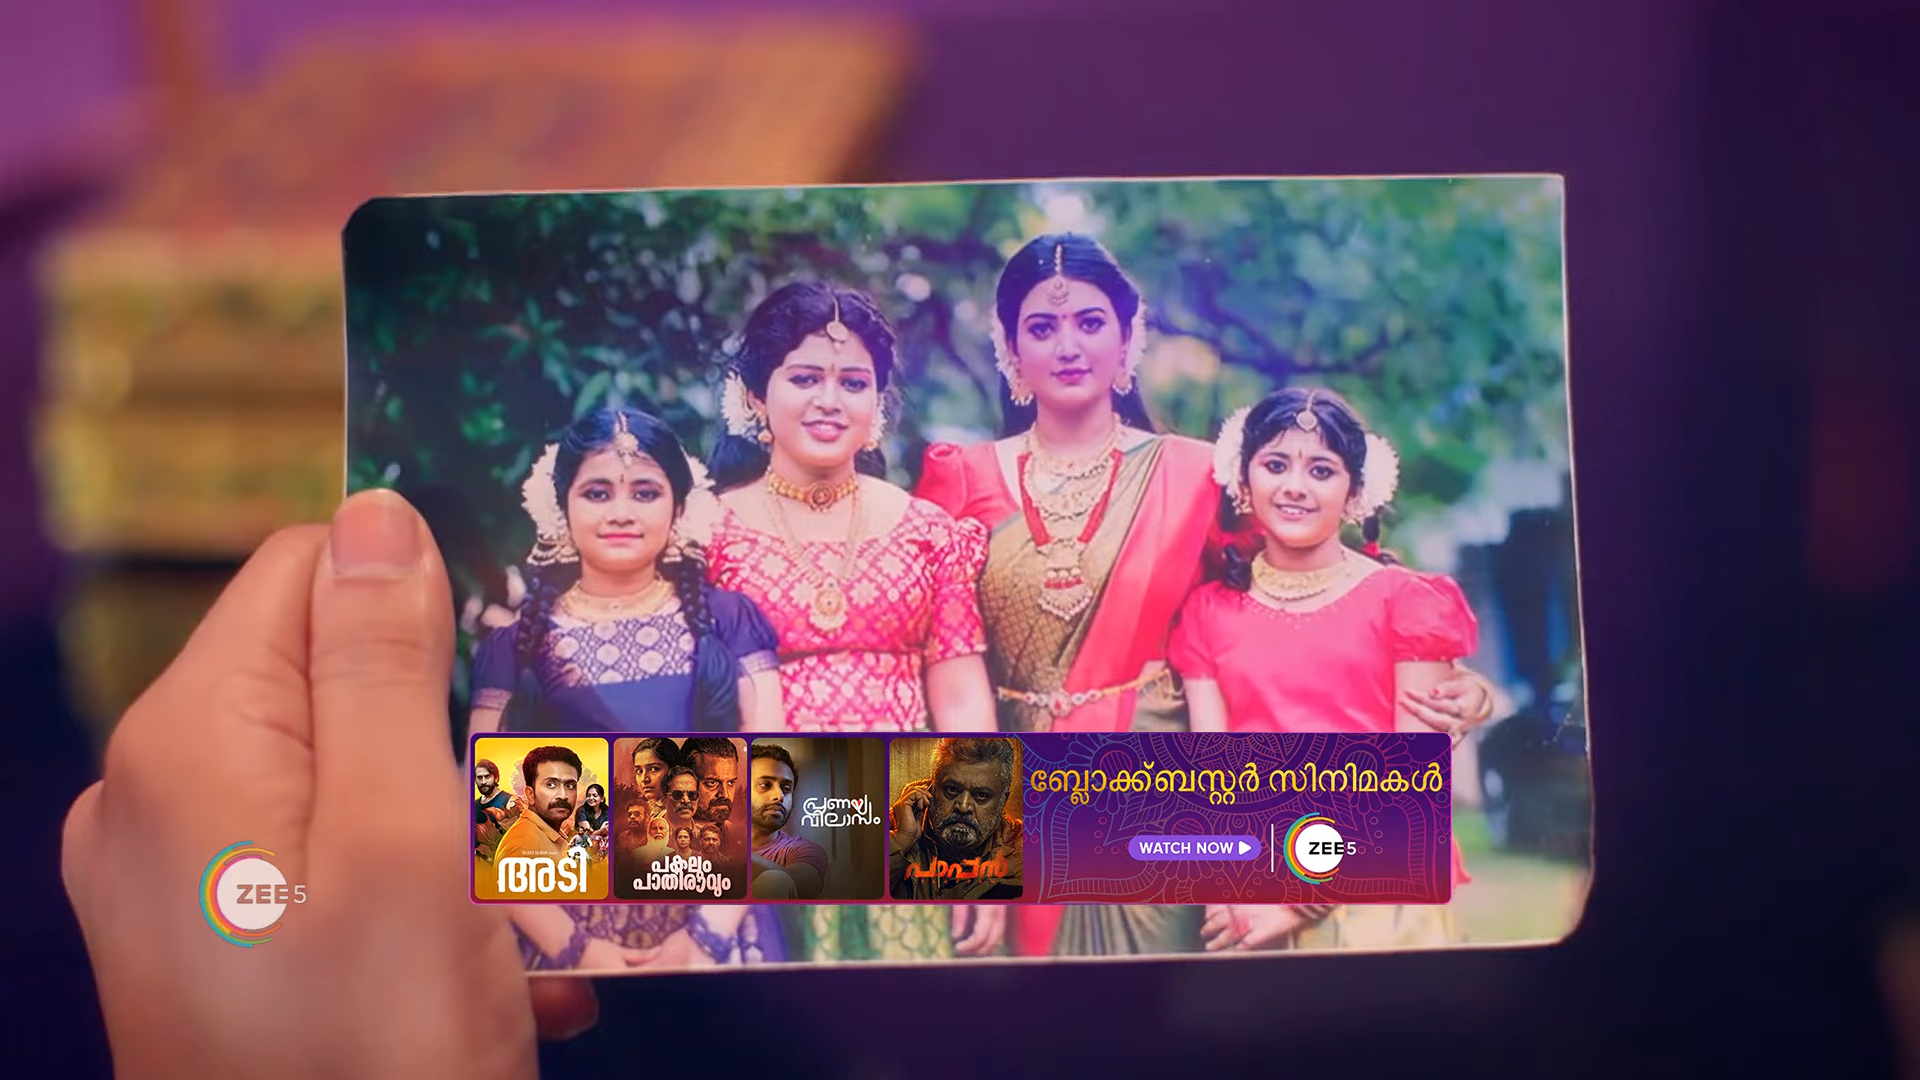 അടി
പകലും
പാതിരാവും
പ്രണയ
വിലാസം
പാപ്പൻ
ബ്ലോക്ക്ബസ്റ്റർ സിനിമകൾ
WATCH NOW
ZEE5
ZEE5